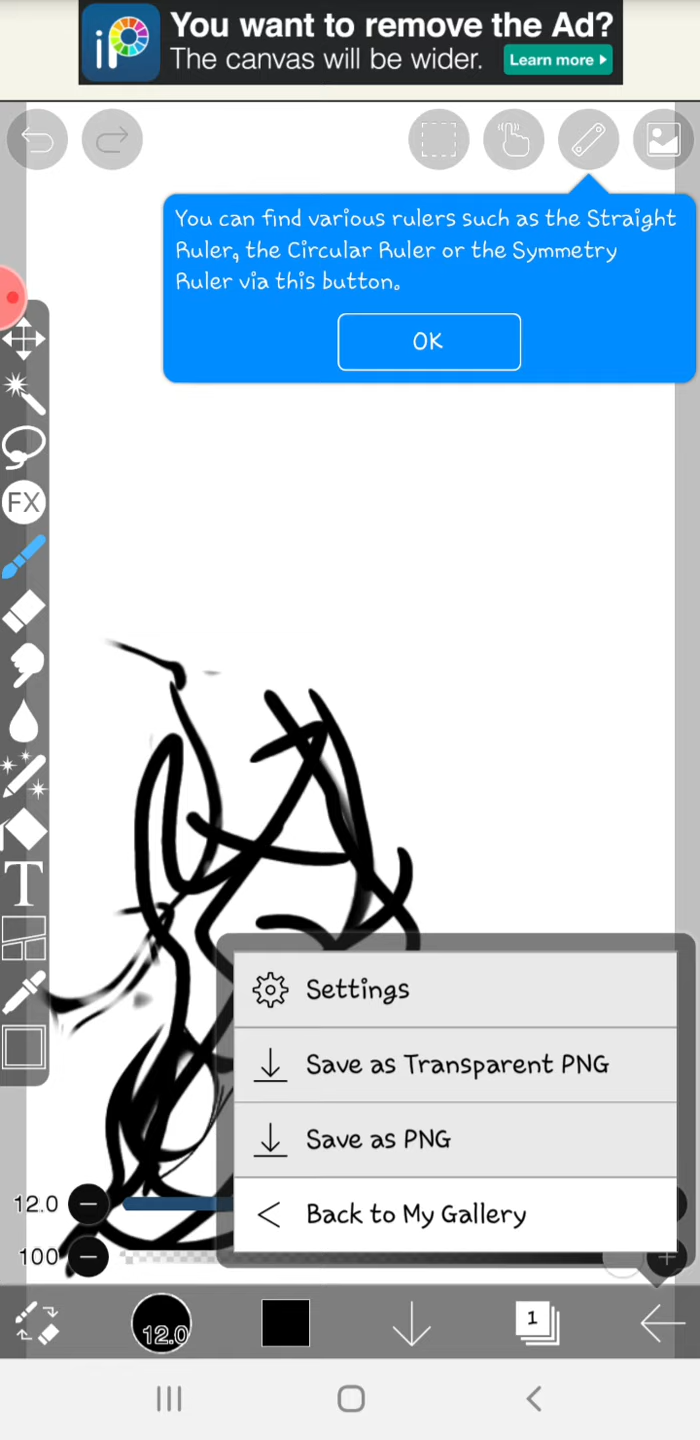 iP
You want to remove the Ad?
The canvas will be wider.
Learn more
You can find various rulers such as the Straight
Ruler, the Circular Ruler or the Symmetry
Ruler via this button.
OK
FX
T
Settings
Save as Transparent PNG
Save as PNG
12.0
Back to My Gallery
100
12.0
1